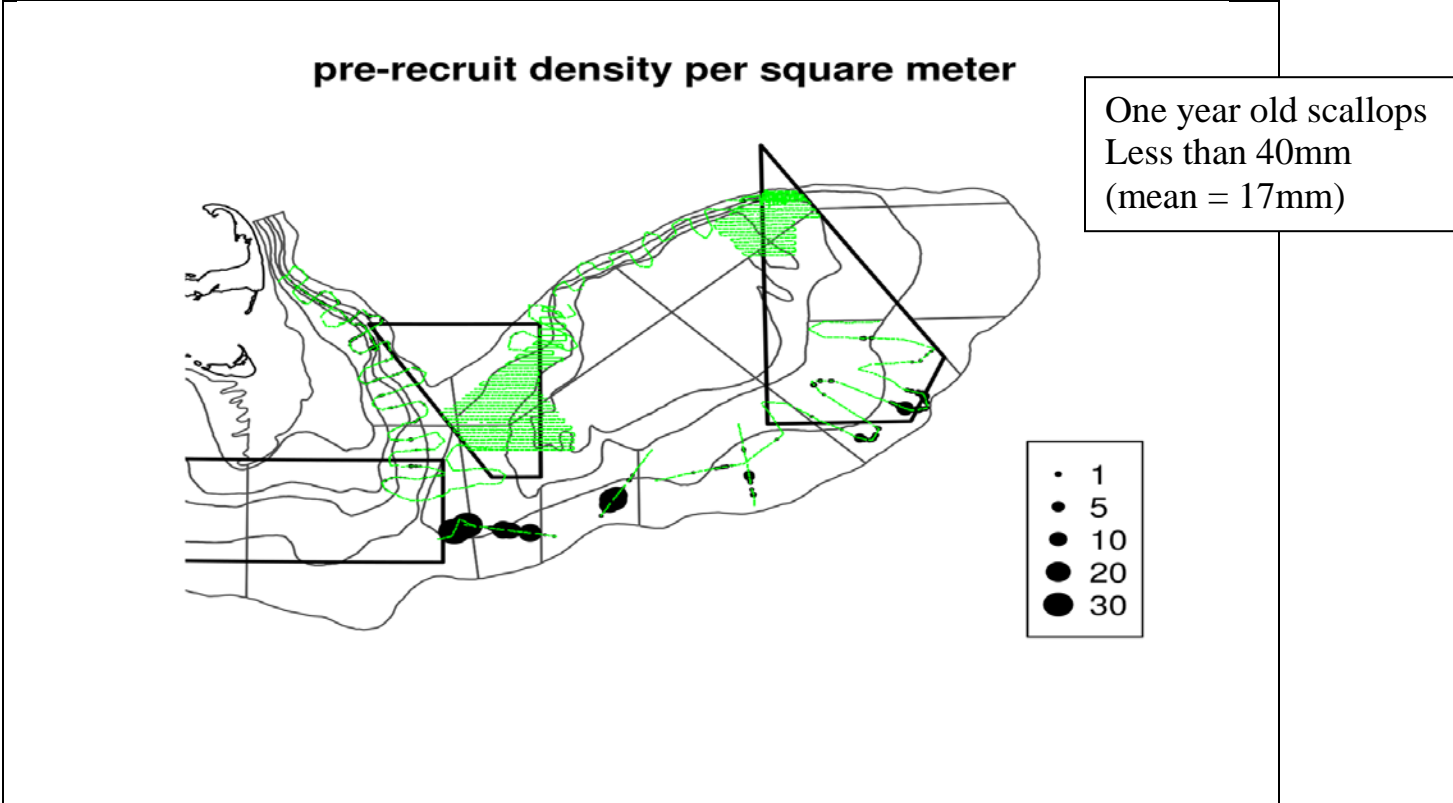 pre-recruit density per square meter
One year old scallops
Less than 40mm
(mean = 17mm)
1
5
10
20
30